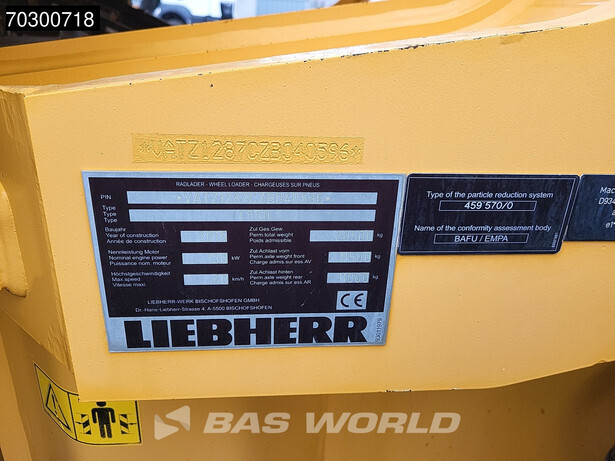 70300718
*VATZ1287CZB040596*
RADLADER - WHEEL LOADER - CHARGEUSES SUR PNEUS
PIN
Type
Type
Type
Baujahr
Year of construction
Année de construction
Zul.Ges.Gew.
Perm.total weight
Poids admissible
kg
Nennleistung Motor
Nominal engine power
Puissance nom. moteur
kW
Zul.Achslast vorn
Perm.axle weight front
Charge admis.sur ess.AV
kg
Höchstgeschwindigkeit
Max.speed
Vitesse maxi.
km/h
Zul.Achslast hinten
Perm.axle weight rear
Charge admis.sur ess.AR
kg
LIEBHERR-WERK BISCHOFSHOFEN GMBH
Dr.-Hans-Liebherr-Strasse 4, A-5500 BISCHOFSHOFEN
CE
LIEBHERR
Type of the particle reduction system
459'570/0
Name of the conformity assessment body
BAFU / EMPA
Mac
D934
e1*
BAS WORLD